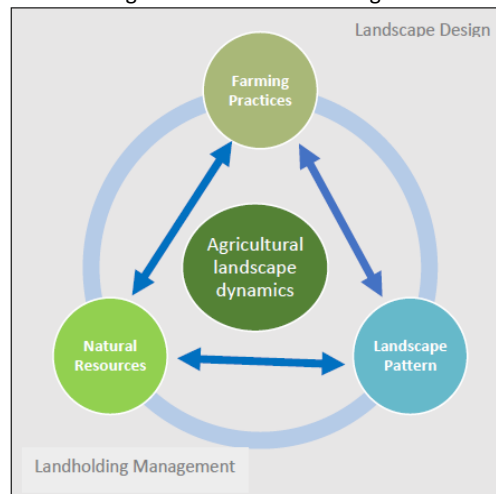 Landscape Design
Farming
Practices
Agricultural
landscape
dynamics
Natural
Resources
Landscape
Pattern
Landholding Management